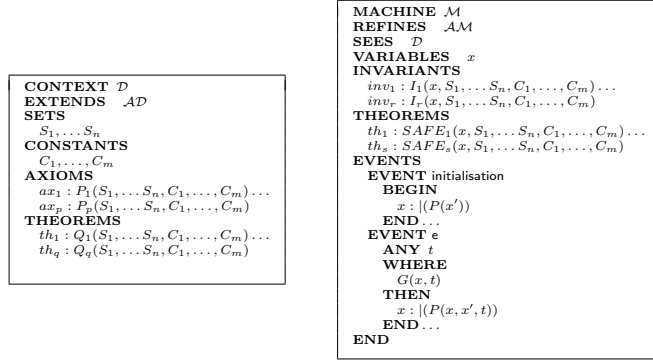 CONTEXT 𝒟
EXTENDS 𝒜𝒟
SETS
S₁, . . . Sₙ
CONSTANTS
C₁, . . . , Cₘ
AXIOMS
ax₁ : P₁(S₁, . . . Sₙ, C₁, . . . , Cₘ) . . .
axₚ : Pₚ(S₁, . . . Sₙ, C₁, . . . , Cₘ)
THEOREMS
th₁ : Q₁(S₁, . . . Sₙ, C₁, . . . , Cₘ) . . .
th_q : Q_q(S₁, . . . Sₙ, C₁, . . . , Cₘ)
MACHINE ℳ
REFINES 𝒜ℳ
SEES 𝒟
VARIABLES x
INVARIANTS
inv₁ : I₁(x, S₁, . . . Sₙ, C₁, . . . , Cₘ) . . .
invᵣ : Iᵣ(x, S₁, . . . Sₙ, C₁, . . . , Cₘ)
THEOREMS
th₁ : SAFE₁(x, S₁, . . . Sₙ, C₁, . . . , Cₘ) . . .
thₛ : SAFEₛ(x, S₁, . . . Sₙ, C₁, . . . , Cₘ)
EVENTS
EVENT initialisation
BEGIN
x : |(P(x′))
END . . .
EVENT e
ANY t
WHERE
G(x, t)
THEN
x : |(P(x, x′, t))
END . . .
END